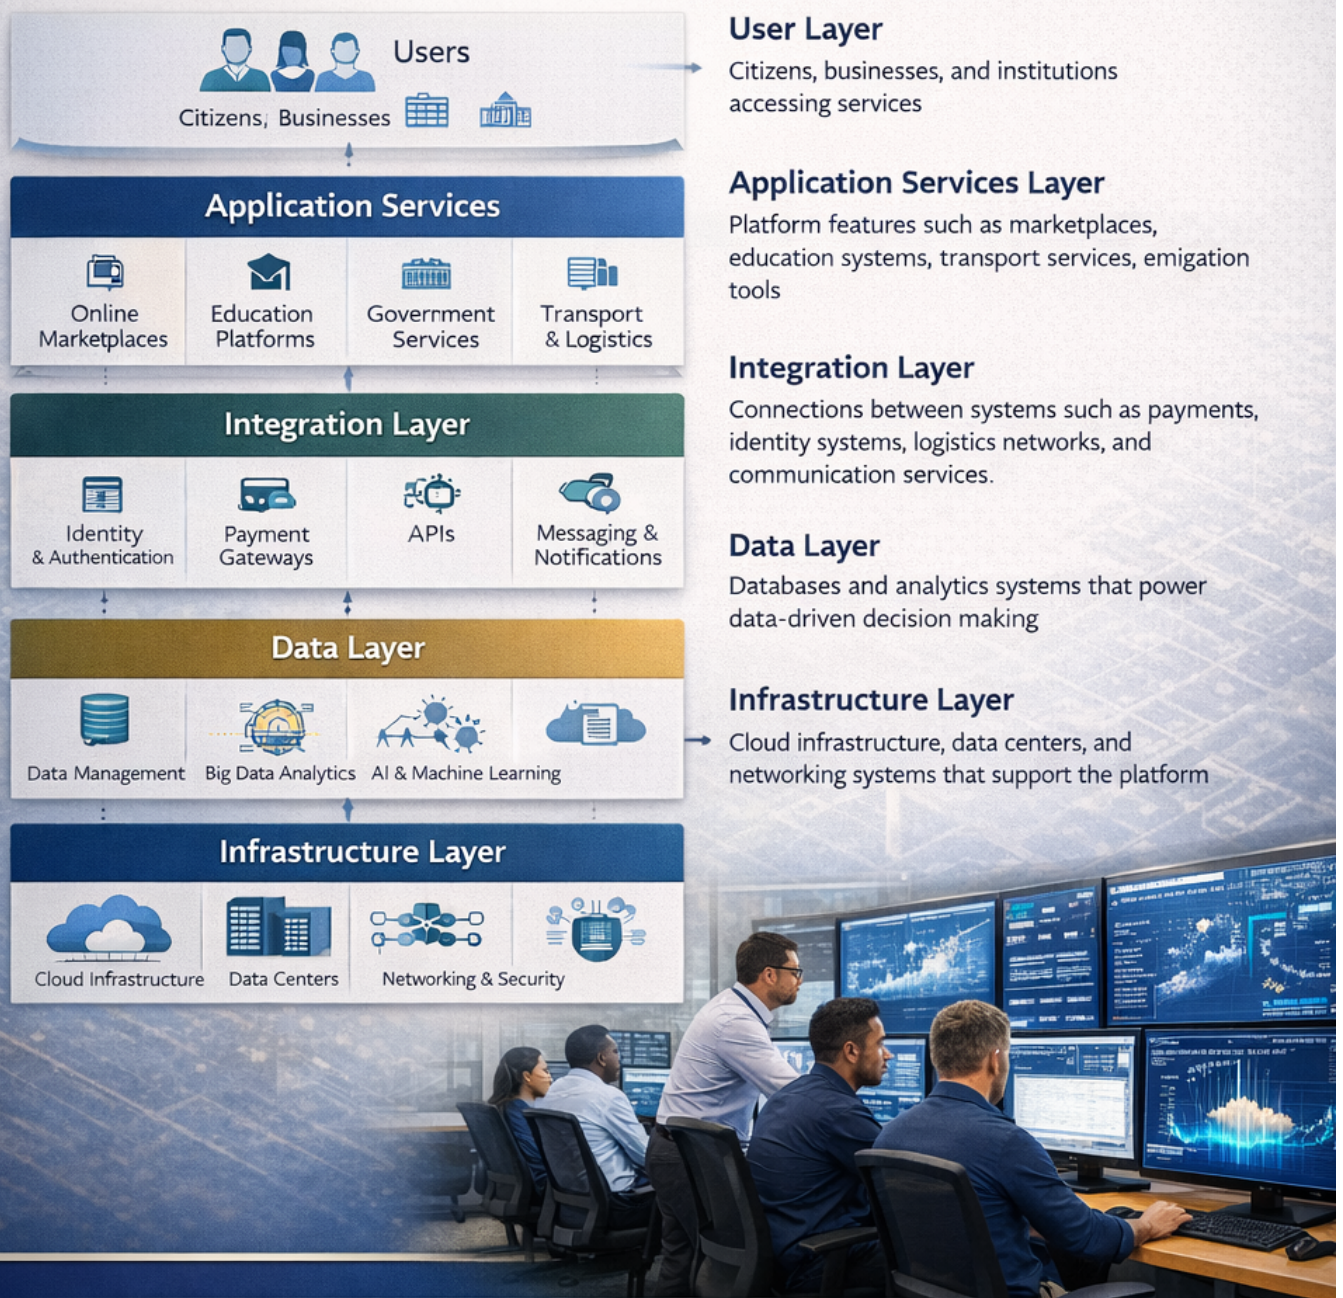 Users
Citizens, Businesses
Application Services
Online
Marketplaces
Education
Platforms
Government
Services
Transport
& Logistics
Integration Layer
Identity
& Authentication
Payment
Gateways
APIs
Messaging &
Notifications
Data Layer
Data Management
Big Data Analytics
AI & Machine Learning
Infrastructure Layer
Cloud Infrastructure
Data Centers
Networking & Security
User Layer
Citizens, businesses, and institutions
accessing services
Application Services Layer
Platform features such as marketplaces,
education systems, transport services, emigation
tools
Integration Layer
Connections between systems such as payments,
identity systems, logistics networks, and
communication services.
Data Layer
Databases and analytics systems that power
data-driven decision making
Infrastructure Layer
Cloud infrastructure, data centers, and
networking systems that support the platform